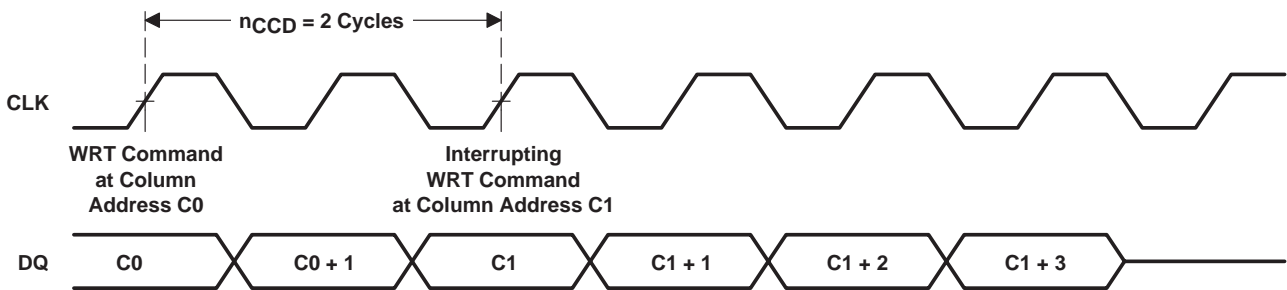 nCCD = 2 Cycles
CLK
WRT Command
at Column
Address C0
Interrupting
WRT Command
at Column Address C1
DQ
C0
C0 + 1
C1
C1 + 1
C1 + 2
C1 + 3